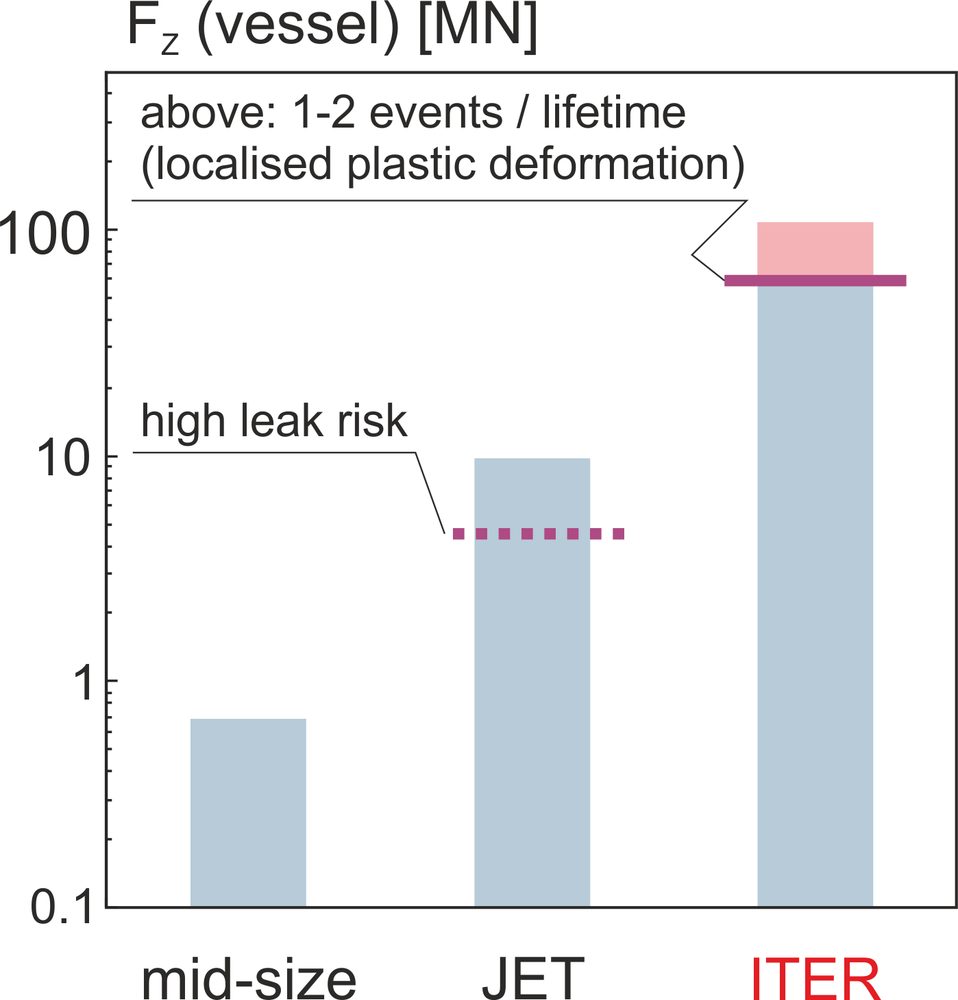 Fz (vessel) [MN]
above: 1-2 events / lifetime
(localised plastic deformation)
100
high leak risk
10
1
0.1
mid-size JET ITER